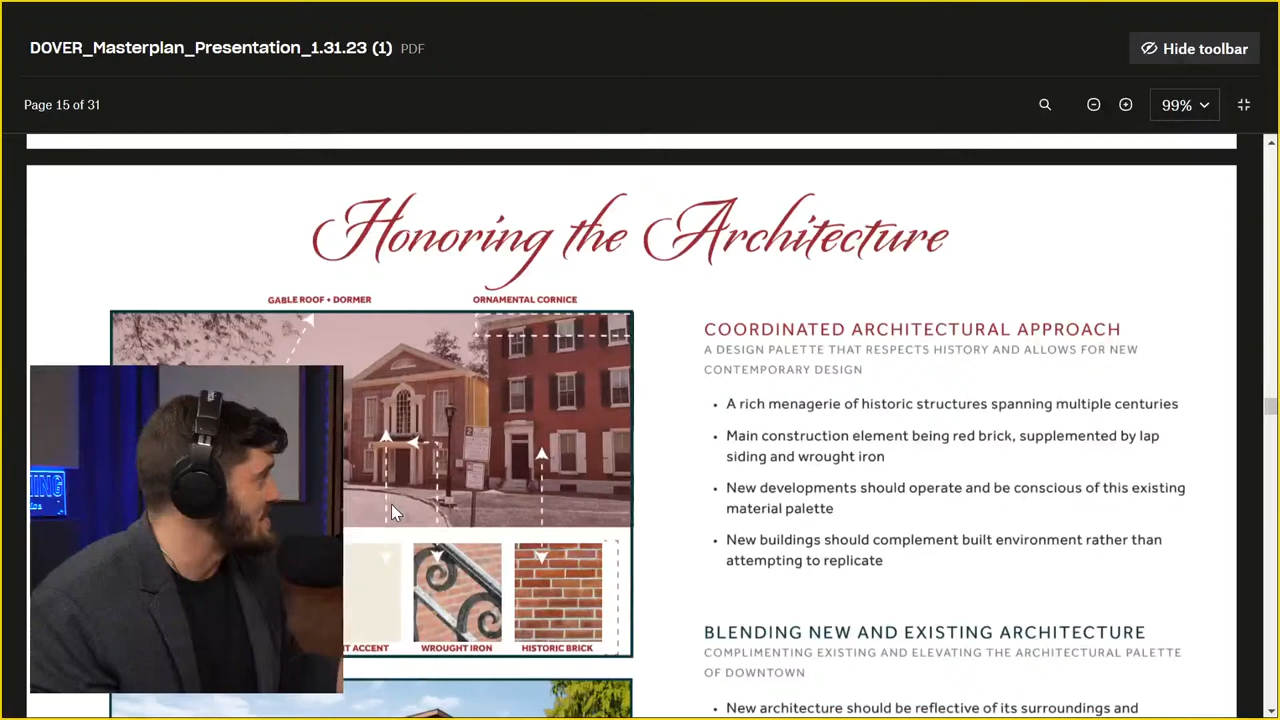 DOVER_Masterplan_Presentation_1.31.23 (1) PDF
Hide toolbar
Page 15 of 31
99%
Honoring the Architecture
GABLE ROOF + DORMER
ORNAMENTAL CORNICE
COORDINATED ARCHITECTURAL APPROACH
A DESIGN PALETTE THAT RESPECTS HISTORY AND ALLOWS FOR NEW
CONTEMPORARY DESIGN
• A rich menagerie of historic structures spanning multiple centuries
• Main construction element being red brick, supplemented by lap
siding and wrought iron
• New developments should operate and be conscious of this existing
material palette
• New buildings should complement built environment rather than
attempting to replicate
ACCENT
WROUGHT IRON
HISTORIC BRICK
BLENDING NEW AND EXISTING ARCHITECTURE
COMPLIMENTING EXISTING AND ELEVATING THE ARCHITECTURAL PALETTE
OF DOWNTOWN
• New architecture should be reflective of its surroundings and